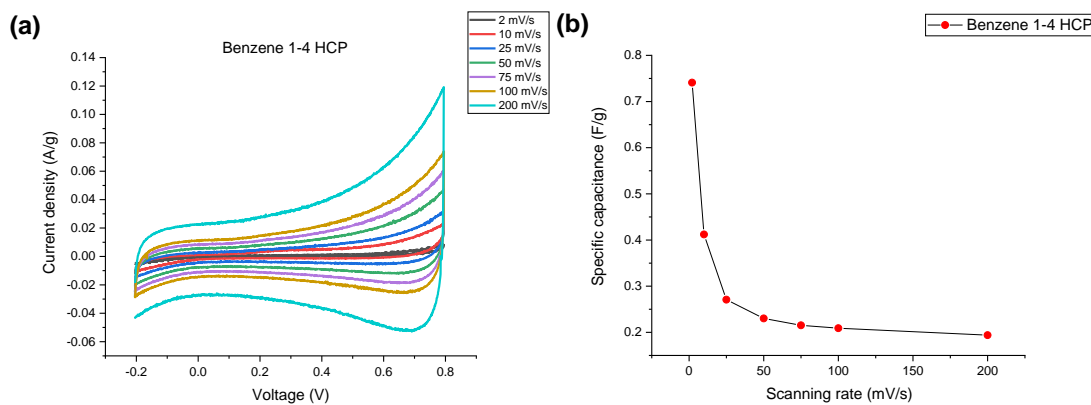 (a)
Benzene 1-4 HCP
2 mV/s
10 mV/s
25 mV/s
50 mV/s
75 mV/s
100 mV/s
200 mV/s
0.14
0.12
0.10
0.08
0.06
0.04
0.02
0.00
-0.02
-0.04
-0.06
Current density (A/g)
-0.2 0.0 0.2 0.4 0.6 0.8
Voltage (V)
(b)
Benzene 1-4 HCP
0.8
0.7
0.6
0.5
0.4
0.3
0.2
Speciffic capacitance (F/g)
0 50 100 150 200
Scanning rate (mV/s)